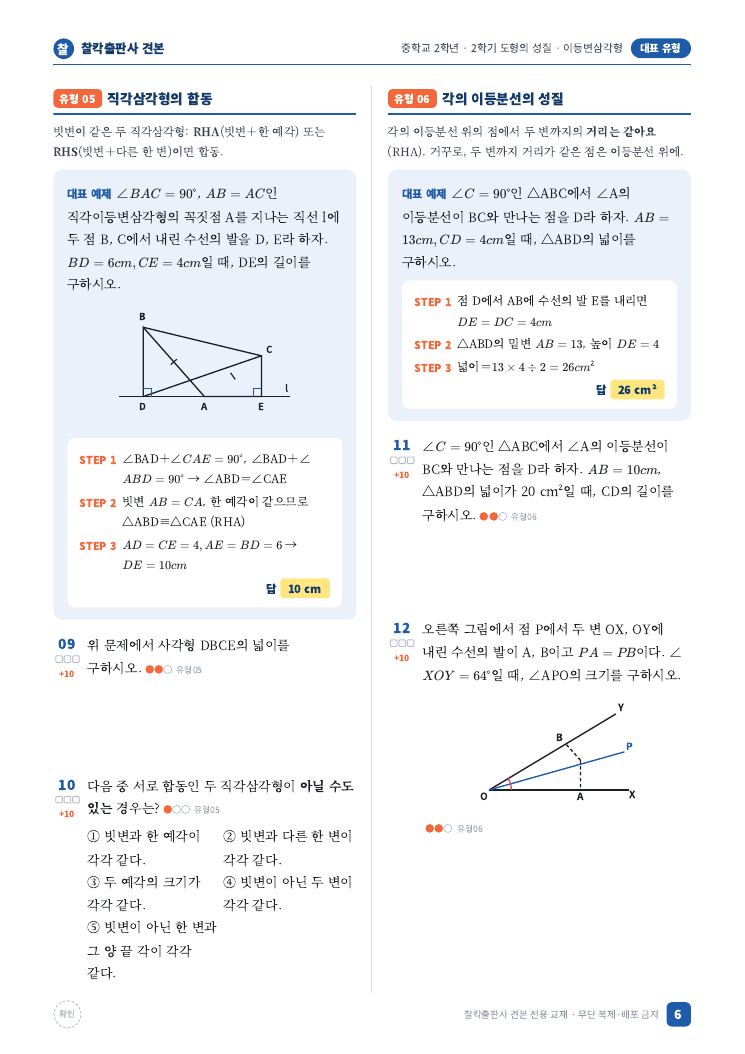 찰 찰칵출판사 견본
중학교 2학년 · 2학기 도형의 성질 · 이등변삼각형 대표 유형
유형 05 직각삼각형의 합동
빗변이 같은 두 직각삼각형: RHA(빗변+한 예각) 또는
RHS(빗변+다른 한 변)이면 합동.
대표 예제 ∠BAC = 90°, AB = AC인
직각이등변삼각형의 꼭짓점 A를 지나는 직선 l에
두 점 B, C에서 내린 수선의 발을 D, E라 하자.
BD = 6cm, CE = 4cm일 때, DE의 길이를
구하시오.
B
C
l
D A E
STEP 1 ∠BAD+∠CAE = 90°, ∠BAD+∠
ABD = 90° → ∠ABD=∠CAE
STEP 2 빗변 AB = CA, 한 예각이 같으므로
△ABD≡△CAE (RHA)
STEP 3 AD = CE = 4, AE = BD = 6 →
DE = 10cm
답 10 cm
09 위 문제에서 사각형 DBCE의 넓이를
구하시오. 유형05
+10
10 다음 중 서로 합동인 두 직각삼각형이 아닐 수도
있는 경우는? 유형05
+10
① 빗변과 한 예각이 ② 빗변과 다른 한 변이
각각 같다. 각각 같다.
③ 두 예각의 크기가 ④ 빗변이 아닌 두 변이
각각 같다. 각각 같다.
⑤ 빗변이 아닌 한 변과
그 양 끝 각이 각각
같다.
유형 06 각의 이등분선의 성질
각의 이등분선 위의 점에서 두 변까지의 거리는 같아요
(RHA). 거꾸로, 두 변까지 거리가 같은 점은 이등분선 위에.
대표 예제 ∠C = 90°인 △ABC에서 ∠A의
이등분선이 BC와 만나는 점을 D라 하자. AB =
13cm, CD = 4cm일 때, △ABD의 넓이를
구하시오.
STEP 1 점 D에서 AB에 수선의 발 E를 내리면
DE = DC = 4cm
STEP 2 △ABD의 밑변 AB = 13, 높이 DE = 4
STEP 3 넓이 =13 × 4 ÷ 2 = 26cm²
답 26 cm²
11 ∠C = 90°인 △ABC에서 ∠A의 이등분선이
BC와 만나는 점을 D라 하자. AB = 10cm,
+10
△ABD의 넓이가 20 cm²일 때, CD의 길이를
구하시오. 유형06
12 오른쪽 그림에서 점 P에서 두 변 OX, OY에
내린 수선의 발이 A, B이고 PA = PB이다. ∠
+10
XOY = 64°일 때, ∠APO의 크기를 구하시오.
Y
B
P
O A X
유형06
확인
찰칵출판사 견본 전용 교재 · 무단 복제·배포 금지 6